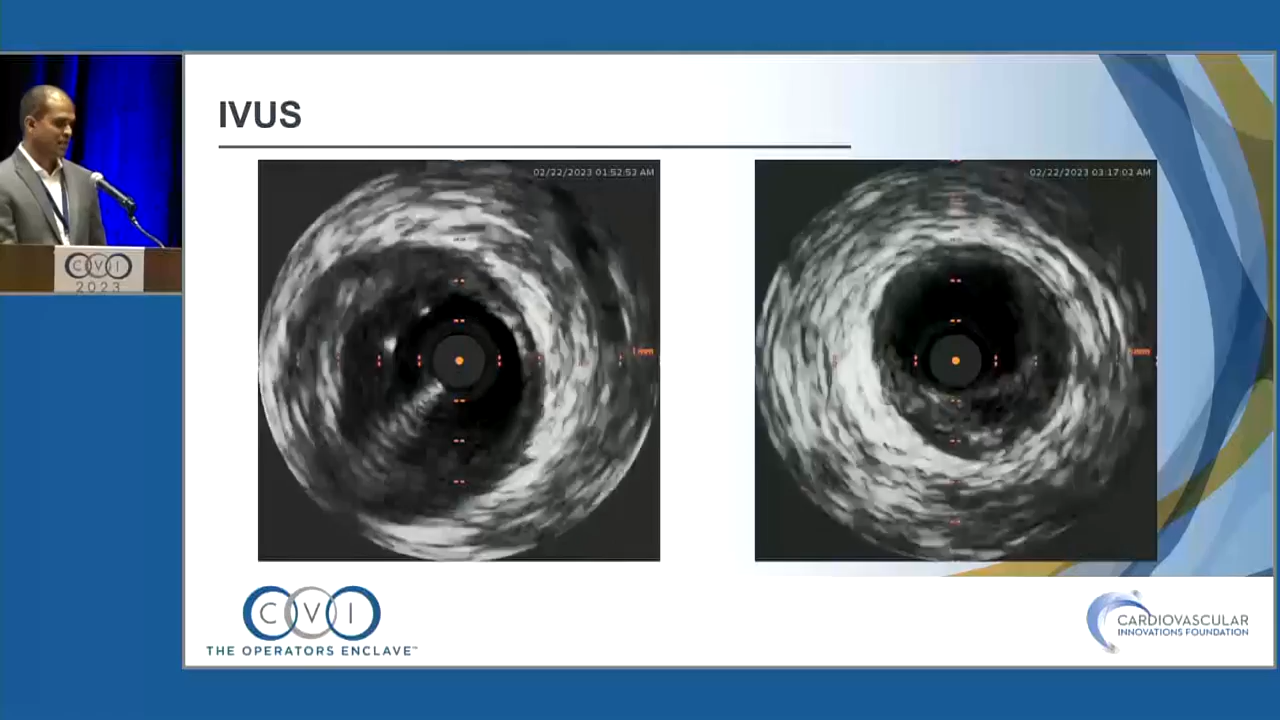 IVUS
02/22/2023 01:52:53 AM
02/22/2023 03:17:02 AM
1mm
CVI
2023
CVI
THE OPERATORS ENCLAVE™
CARDIOVASCULAR
INNOVATIONS FOUNDATION